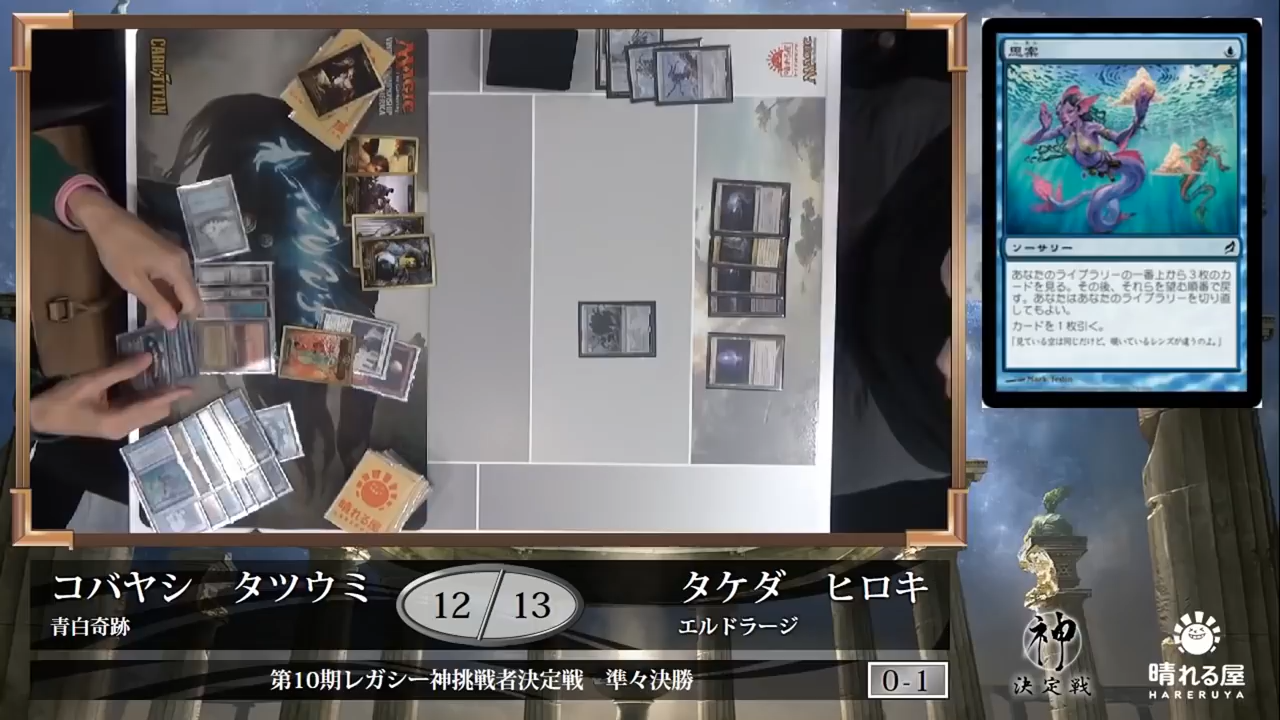 CARDTITAN
MAGIC
晴れる屋
思案
ソーサリー
あなたのライブラリーの一番上から3枚のカ
ードを見る。その後、それらを望む順番で戻
す。あなたはあなたのライブラリーを切り直
してもよい。
カードを1枚引く。
「見ている空は同じだけど、覗いているレンズが違うのよ。」
Mark Tedin
コバヤシ タツウミ
12 / 13
タケダ ヒロキ
青白奇跡
エルドラージ
第10期レガシー神挑戦者決定戦 準々決勝
0-1
神
決定戦
晴れる屋
HARERUYA